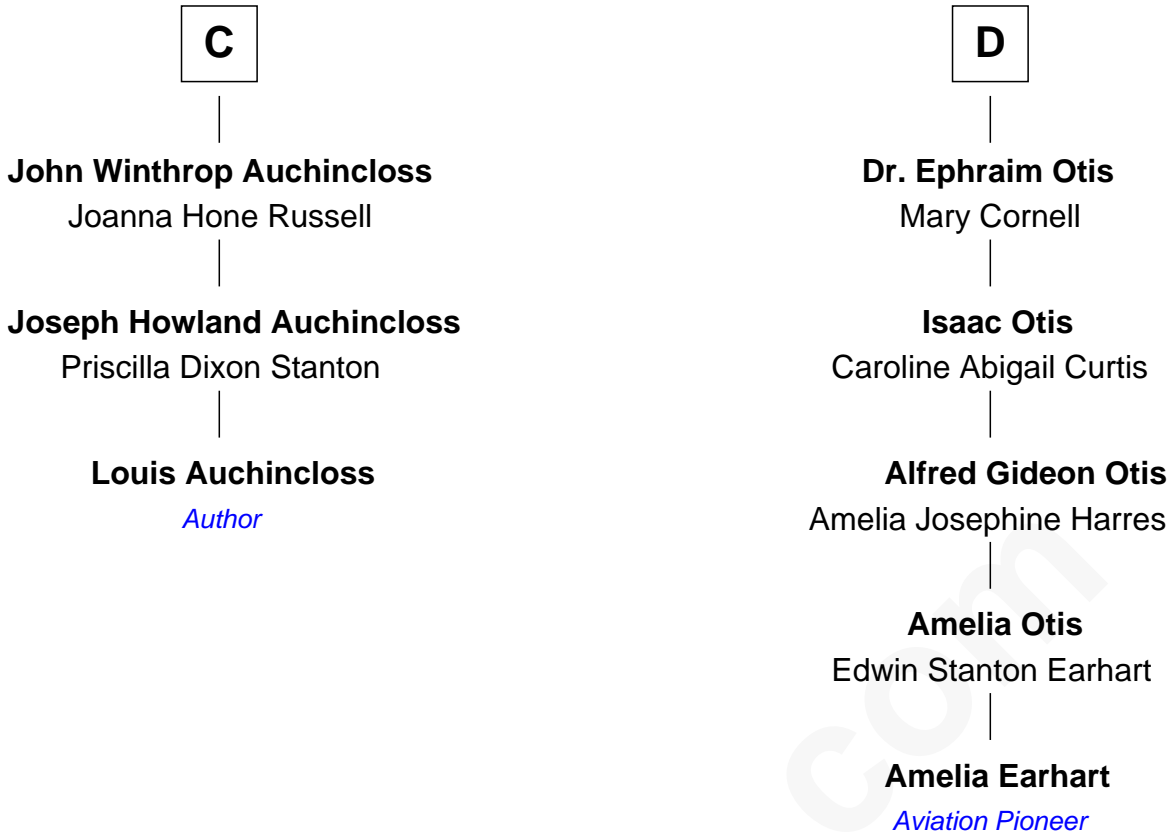 C
John Winthrop Auchincloss
Joanna Hone Russell
Joseph Howland Auchincloss
Priscilla Dixon Stanton
Louis Auchincloss
Author
D
Dr. Ephraim Otis
Mary Cornell
Isaac Otis
Caroline Abigail Curtis
Alfred Gideon Otis
Amelia Josephine Harres
Amelia Otis
Edwin Stanton Earhart
Amelia Earhart
Aviation Pioneer
com